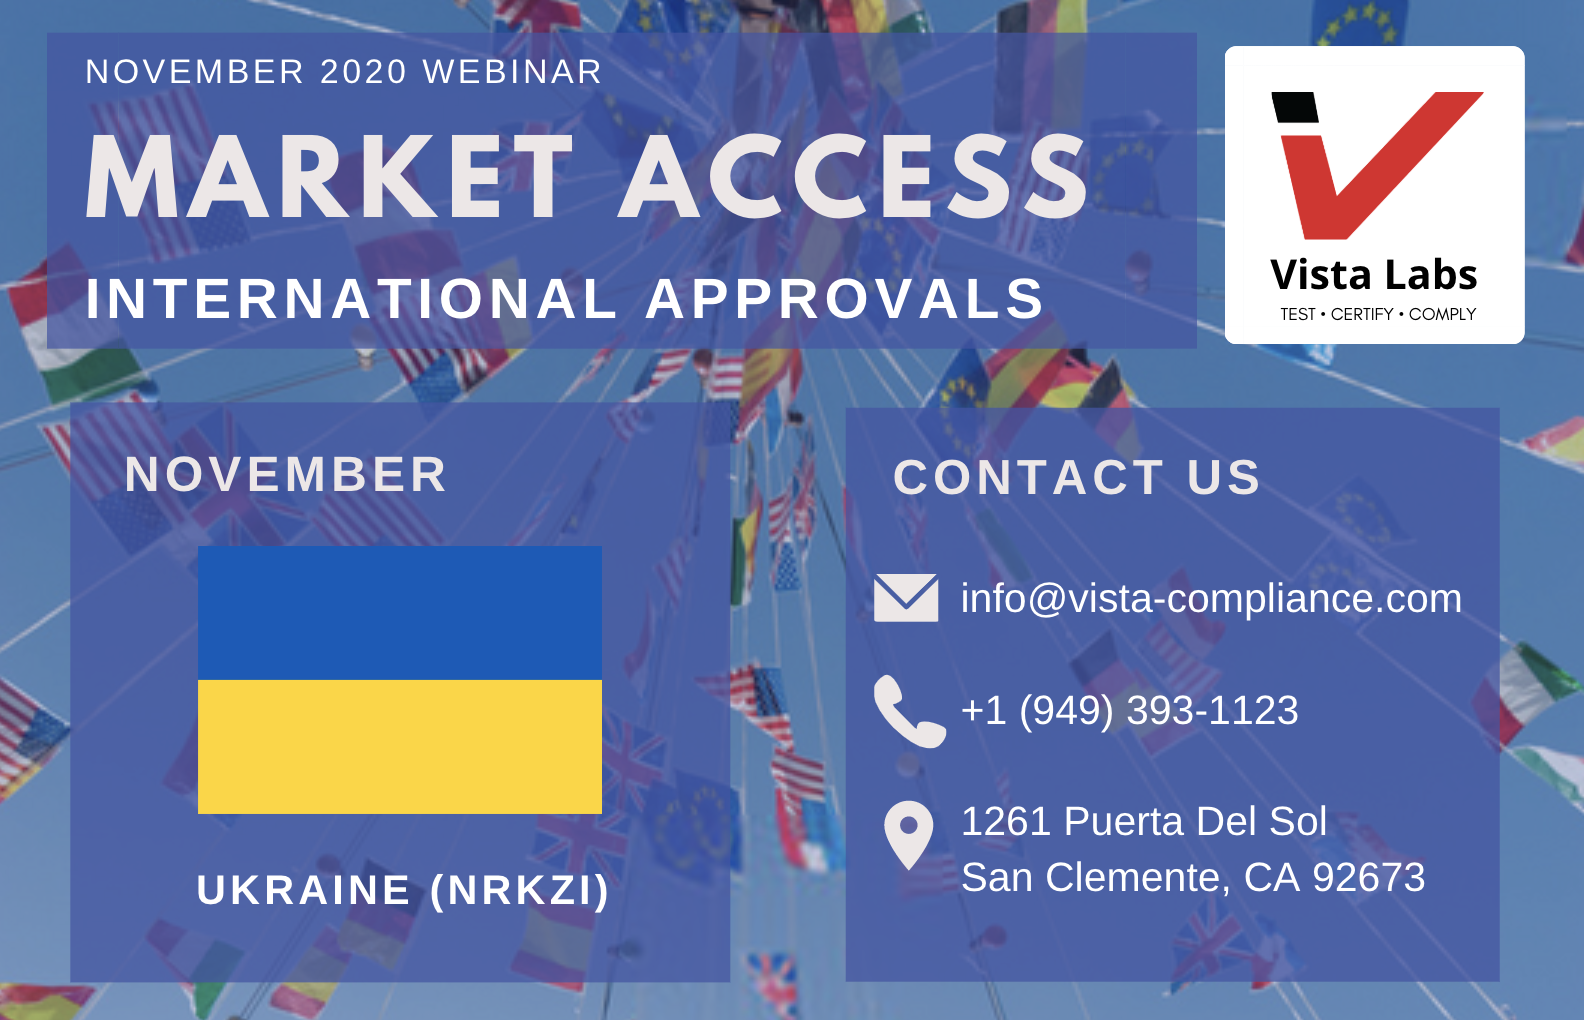 NOVEMBER 2020 WEBINAR
MARKET ACCESS
INTERNATIONAL APPROVALS
Vista Labs
TEST • CERTIFY • COMPLY
NOVEMBER
UKRAINE (NRKZI)
CONTACT US
info@vista-compliance.com
+1 (949) 393-1123
1261 Puerta Del Sol
San Clemente, CA 92673